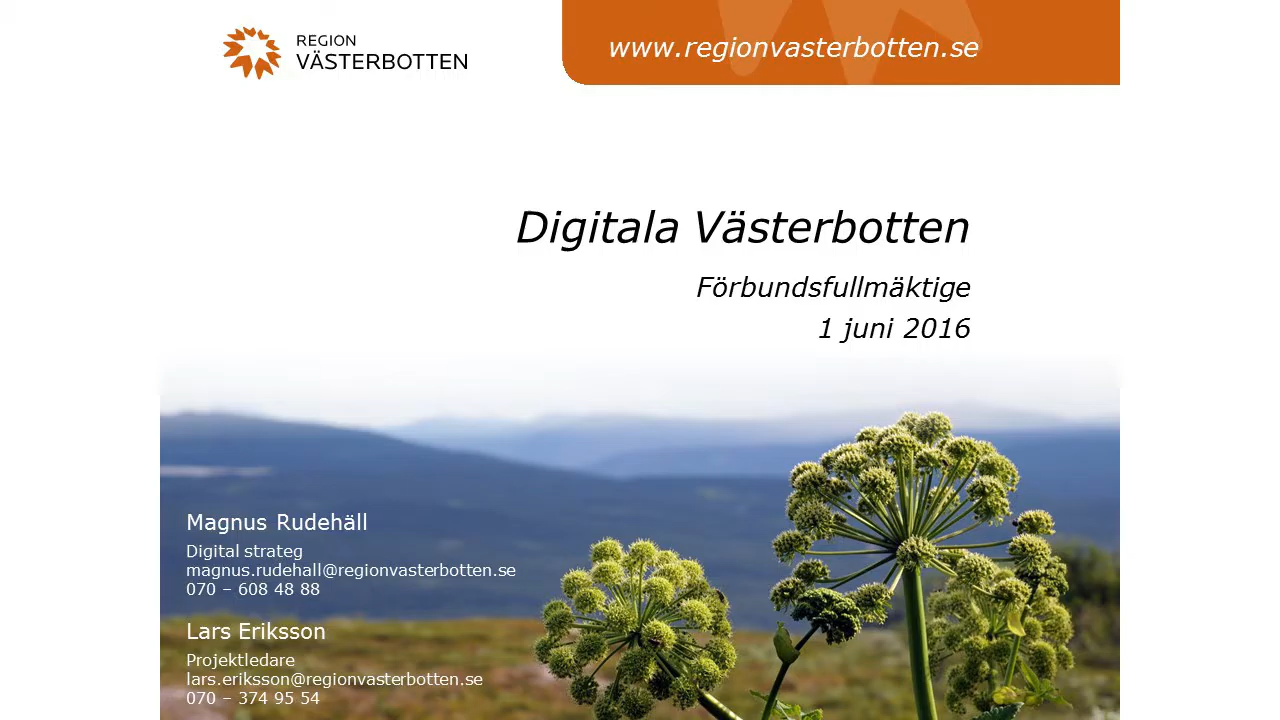 REGION
VÄSTERBOTTEN
www.regionvasterbotten.se
Digitala Västerbotten
Förbundsfullmäktige
1 juni 2016
Magnus Rudehäll
Digital strateg
magnus.rudehall@regionvasterbotten.se
070 – 608 48 88
Lars Eriksson
Projektledare
lars.eriksson@regionvasterbotten.se
070 – 374 95 54